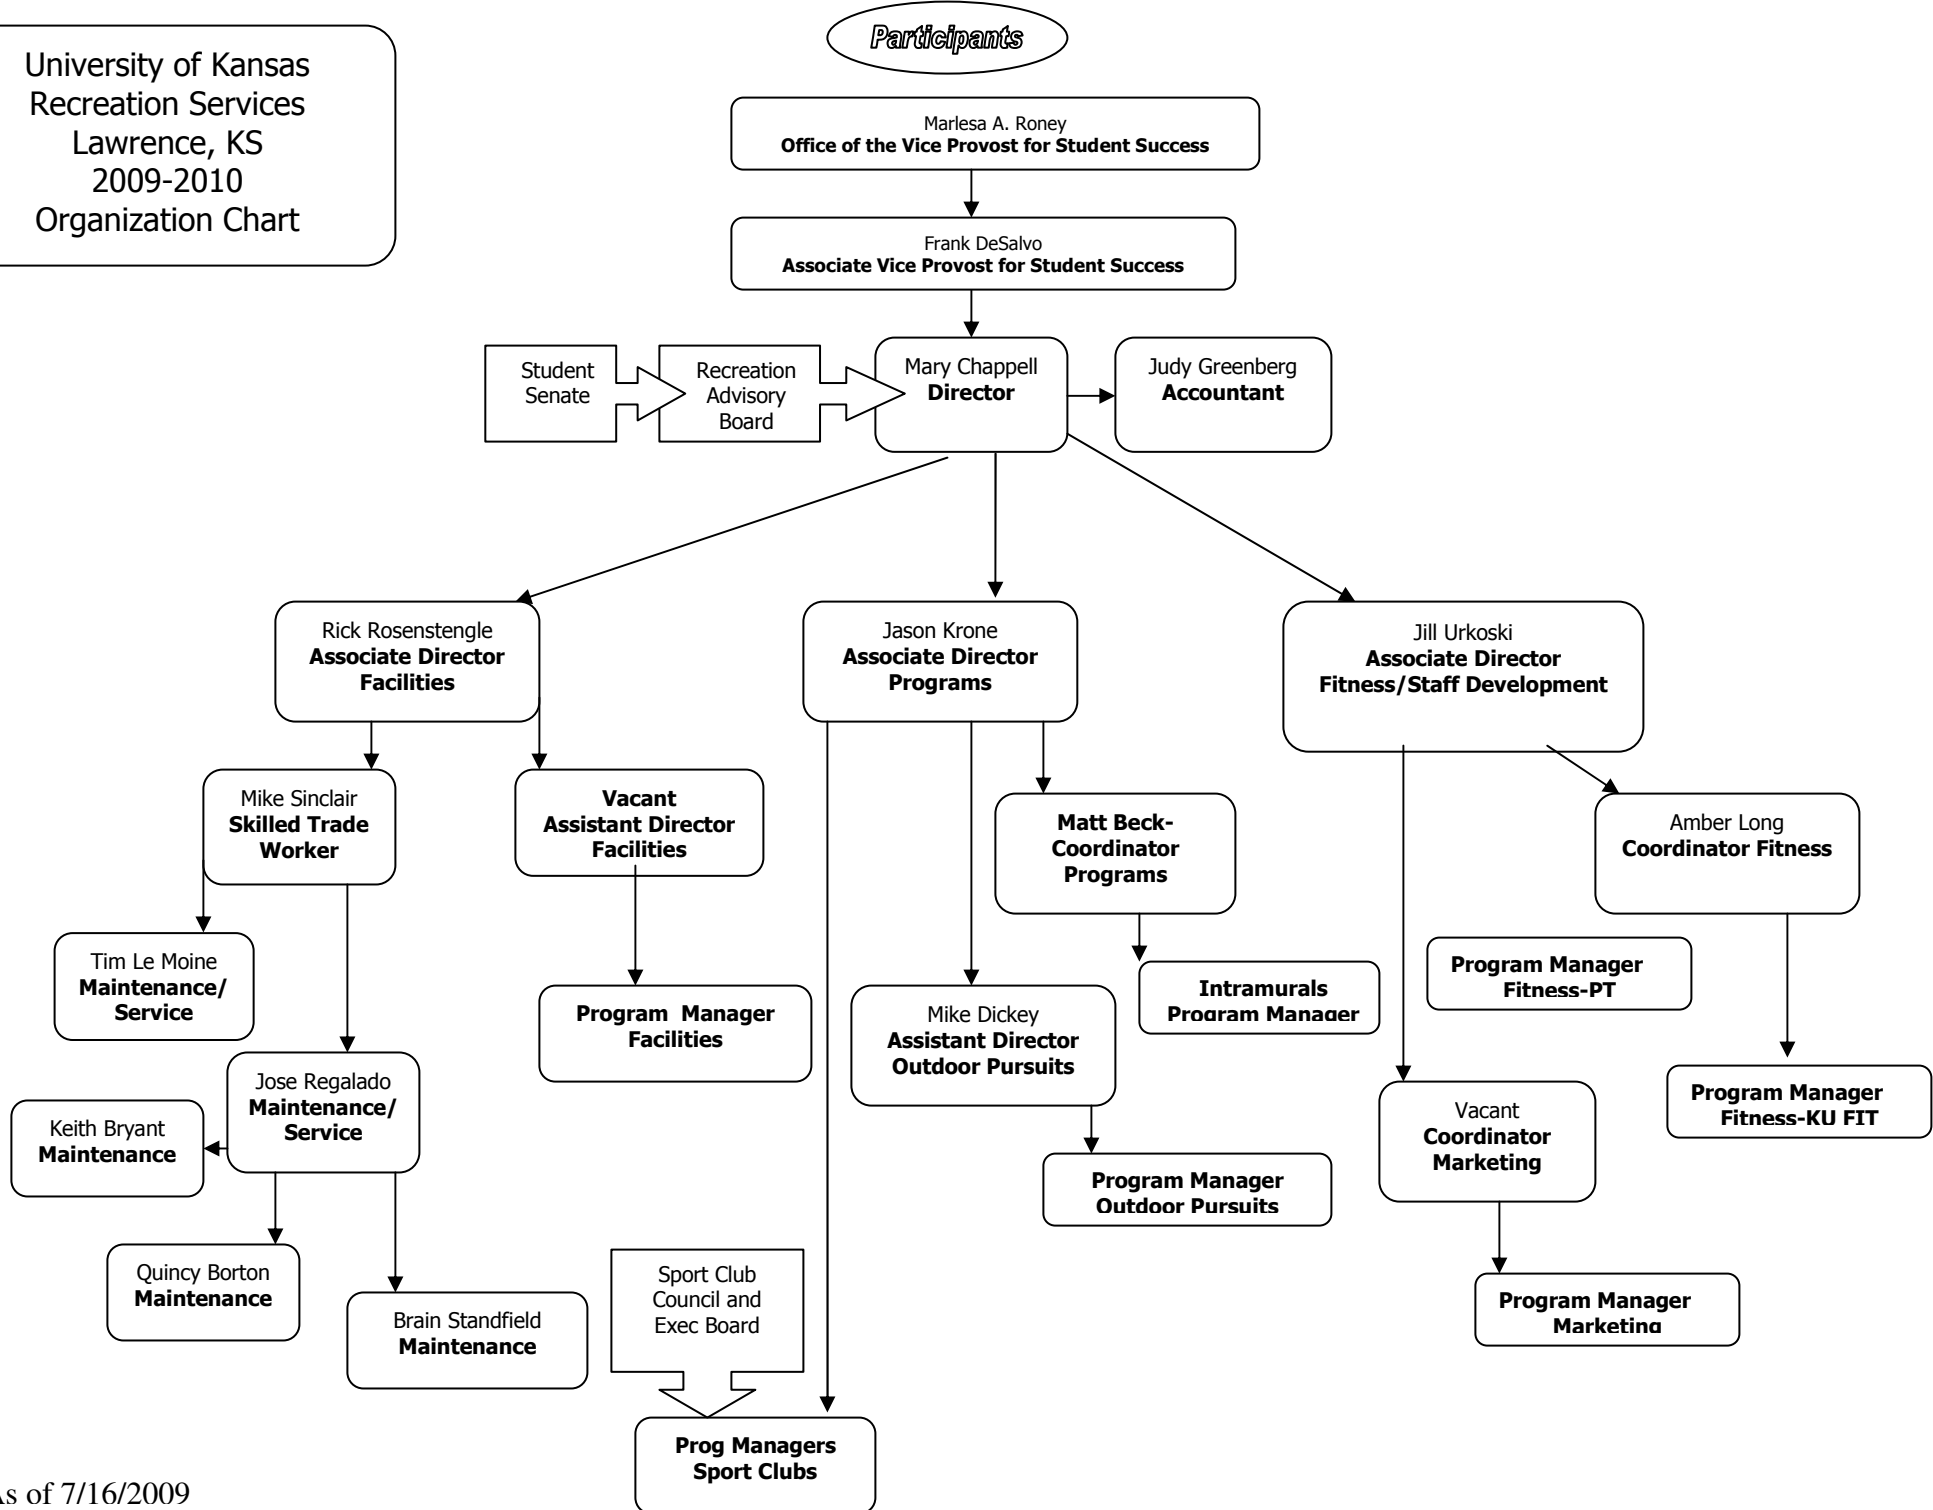 Participants
University of Kansas
Recreation Services
Lawrence, KS
2009-2010
Organization Chart
Marlesa A. Roney
Office of the Vice Provost for Student Success
Frank DeSalvo
Associate Vice Provost for Student Success
Student
Senate
Recreation
Advisory
Board
Mary Chappell
Director
Judy Greenberg
Accountant
Rick Rosenstengle
Associate Director
Facilities
Jason Krone
Associate Director
Programs
Jill Urkoski
Associate Director
Fitness/Staff Development
Mike Sinclair
Skilled Trade
Worker
Vacant
Assistant Director
Facilities
Matt Beck-
Coordinator
Programs
Amber Long
Coordinator Fitness
Tim Le Moine
Maintenance/
Service
Program  Manager
Facilities
Mike Dickey
Assistant Director
Outdoor Pursuits
Intramurals
Program Manager
Program Manager
Fitness-PT
Jose Regalado
Maintenance/
Service
Keith Bryant
Maintenance
Vacant
Coordinator
Marketing
Program Manager
Fitness-KU FIT
Program Manager
Outdoor Pursuits
Quincy Borton
Maintenance
Brain Standfield
Maintenance
Sport Club
Council and
Exec Board
Program Manager
Marketing
Prog Managers
Sport Clubs
As of 7/16/2009